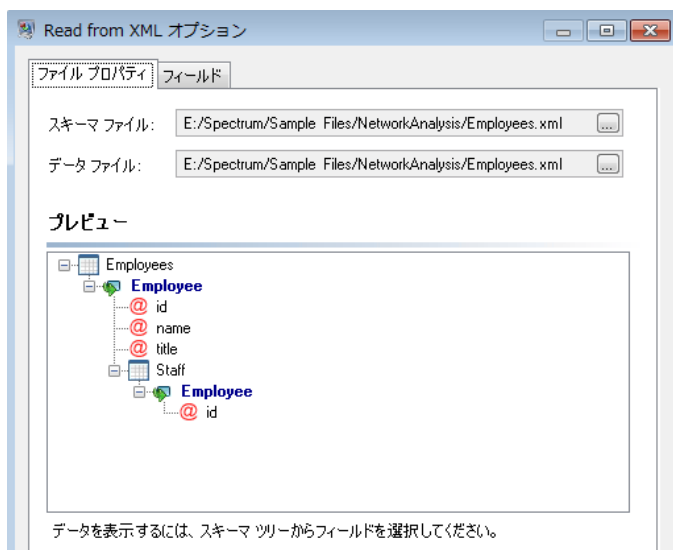 Read from XML オプション
ファイル プロパティ フィールド
スキーマ ファイル: E:/Spectrum/Sample Files/NetworkAnalysis/Employees.xml ...
データ ファイル: E:/Spectrum/Sample Files/NetworkAnalysis/Employees.xml ...
プレビュー
Employees
Employee
@ id
@ name
@ title
Staff
Employee
@ id
データを表示するには、スキーマ ツリーからフィールドを選択してください。